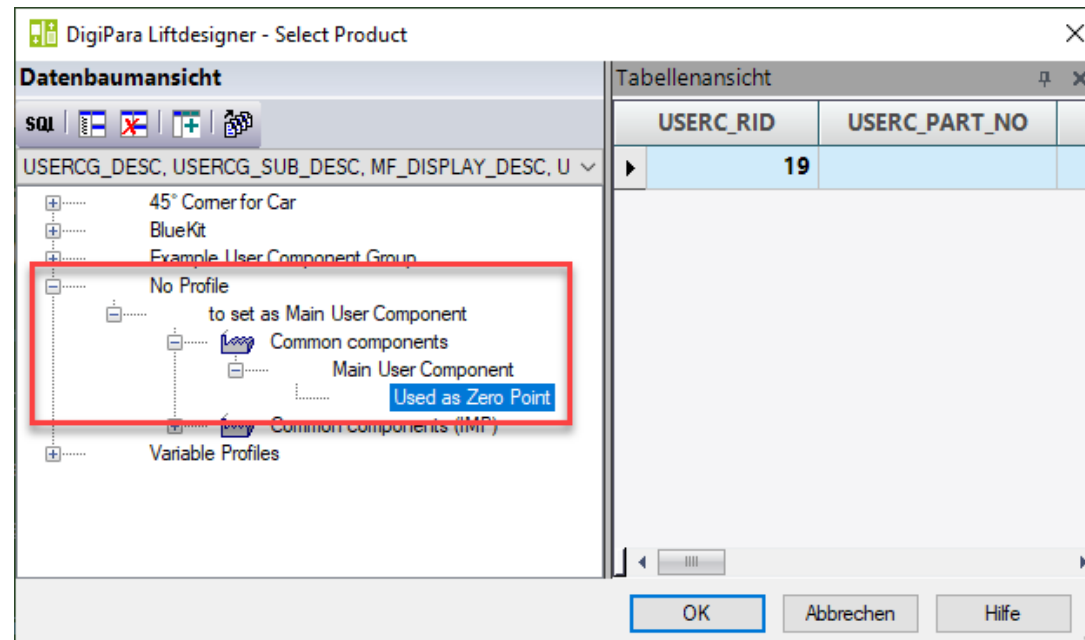 DigiPara Liftdesigner - Select Product
Datenbaumansicht
SQL
USERCG_DESC, USERCG_SUB_DESC, MF_DISPLAY_DESC, U
45° Corner for Car
BlueKit
Example User Component Group
No Profile
to set as Main User Component
Common components
Main User Component
Used as Zero Point
Common components (IMP)
Variable Profiles
Tabellenansicht
USERC_RID USERC_PART_NO
19
OK Abbrechen Hilfe